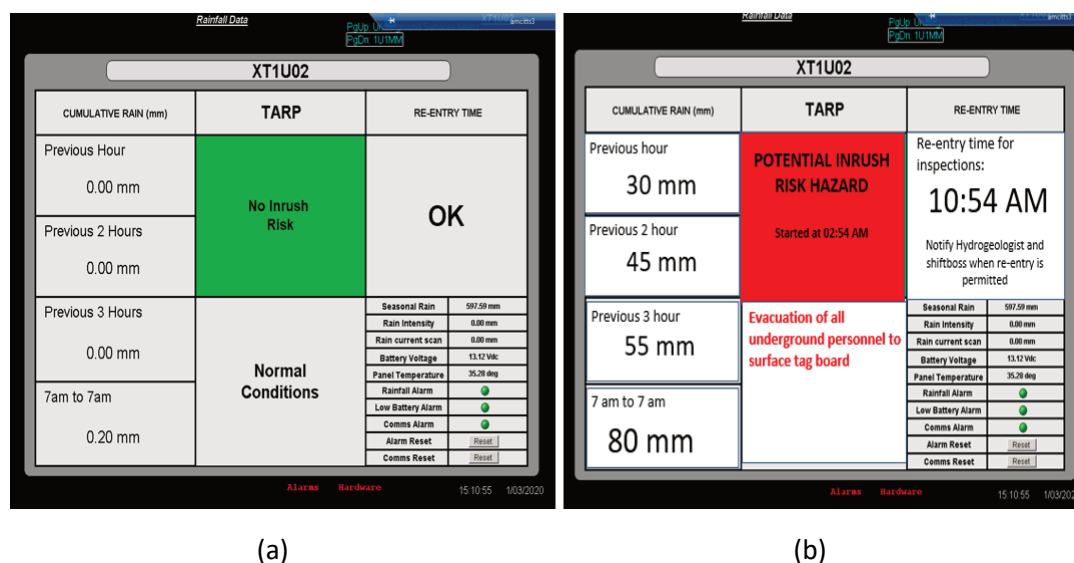 Rainfall Data
amcitts3
PgDn: 1U1MM
XT1U02
CUMULATIVE RAIN (mm)
TARP
RE-ENTRY TIME
Previous Hour
0.00 mm
Previous 2 Hours
0.00 mm
Previous 3 Hours
0.00 mm
7am to 7am
0.20 mm
No Inrush
Risk
Normal
Conditions
OK
Seasonal Rain 597.59 mm
Rain Intensity 0.00 mm
Rain current scan 0.00 mm
Battery Voltage 13.12 Vdc
Panel Temperature 35.28 deg
Rainfall Alarm
Low Battery Alarm
Comms Alarm
Alarm Reset Reset
Comms Reset Reset
Alarms Hardware 15:10:55 1/03/2020
(a)
Rainfall Data
amcitts3
PgDn: 1U1MM
XT1U02
CUMULATIVE RAIN (mm)
TARP
RE-ENTRY TIME
Previous hour
30 mm
Previous 2 hour
45 mm
Previous 3 hour
55 mm
7 am to 7 am
80 mm
POTENTIAL INRUSH
RISK HAZARD
Started at 02:54 AM
Evacuation of all
underground personnel to
surface tag board
Re-entry time for
inspections:
10:54 AM
Notify Hydrogeologist and
shiftboss when re-entry is
permitted
Seasonal Rain 597.59 mm
Rain Intensity 0.00 mm
Rain current scan 0.00 mm
Battery Voltage 13.12 Vdc
Panel Temperature 35.28 deg
Rainfall Alarm
Low Battery Alarm
Comms Alarm
Alarm Reset Reset
Comms Reset Reset
Alarms Hardware 15:10:55 1/03/202
(b)